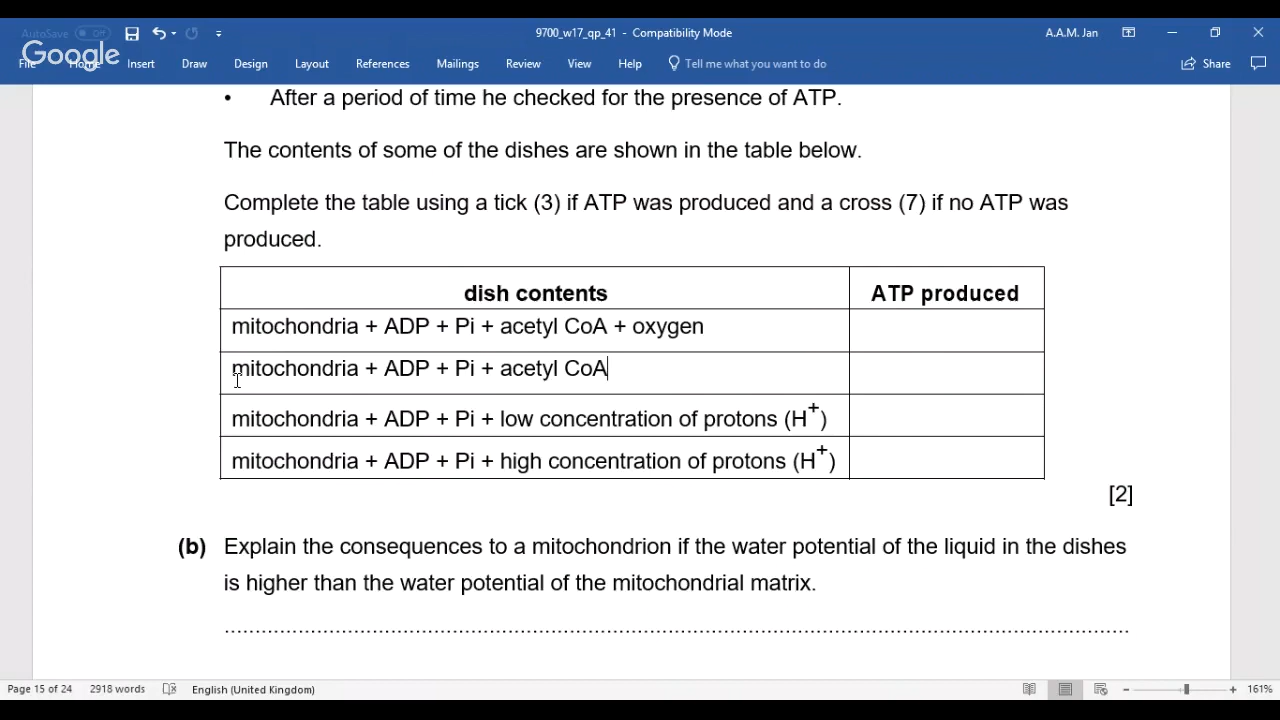 AutoSave Off
9700_w17_qp_41 - Compatibility Mode
A.A.M. Jan
Google
File Home Insert Draw Design Layout References Mailings Review View Help Tell me what you want to do Share
• After a period of time he checked for the presence of ATP.
The contents of some of the dishes are shown in the table below.
Complete the table using a tick (3) if ATP was produced and a cross (7) if no ATP was
produced.
dish contents ATP produced
mitochondria + ADP + Pi + acetyl CoA + oxygen
mitochondria + ADP + Pi + acetyl CoA
mitochondria + ADP + Pi + low concentration of protons (H+)
mitochondria + ADP + Pi + high concentration of protons (H+)
[2]
(b) Explain the consequences to a mitochondrion if the water potential of the liquid in the dishes
is higher than the water potential of the mitochondrial matrix.
Page 15 of 24 2918 words English (United Kingdom) 161%